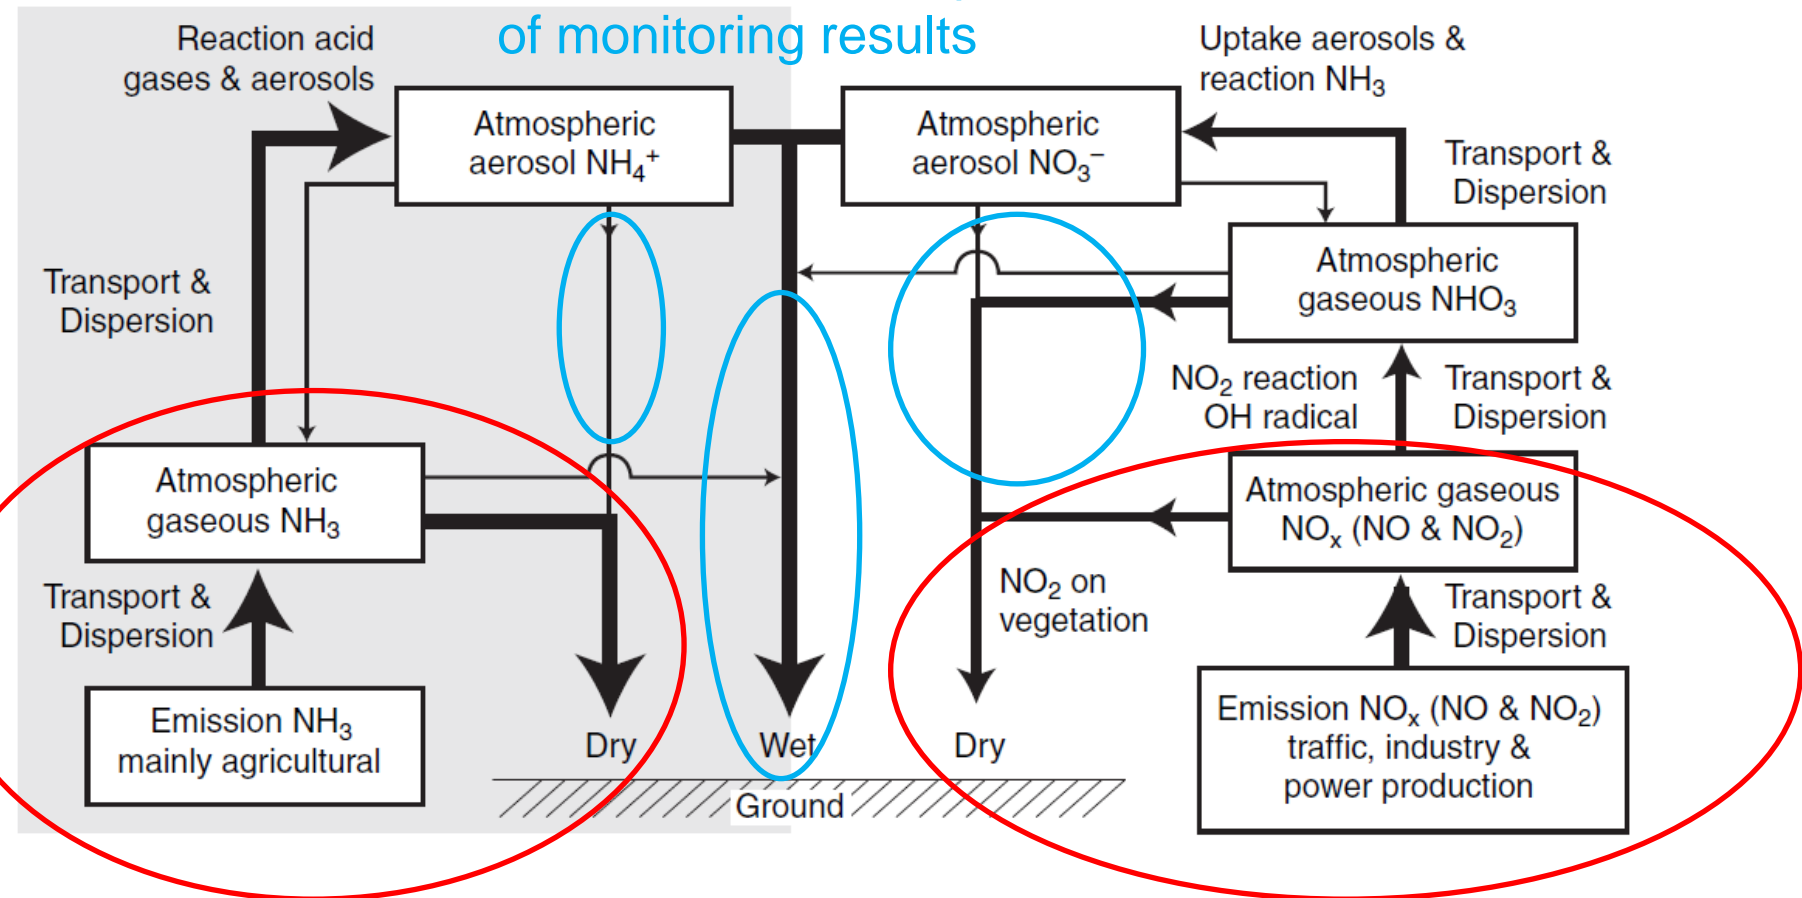 of monitoring results
Reaction acid
gases & aerosols
Atmospheric
aerosol NH₄⁺
Atmospheric
aerosol NO₃⁻
Uptake aerosols &
reaction NH₃
Transport &
Dispersion
Transport &
Dispersion
Atmospheric
gaseous NHO₃
NO₂ reaction
OH radical
Transport &
Dispersion
Atmospheric
gaseous NH₃
Atmospheric gaseous
NOₓ (NO & NO₂)
Transport &
Dispersion
NO₂ on
vegetation
Transport &
Dispersion
Emission NH₃
mainly agricultural
Dry
Wet
Dry
Emission NOₓ (NO & NO₂)
traffic, industry &
power production
Ground